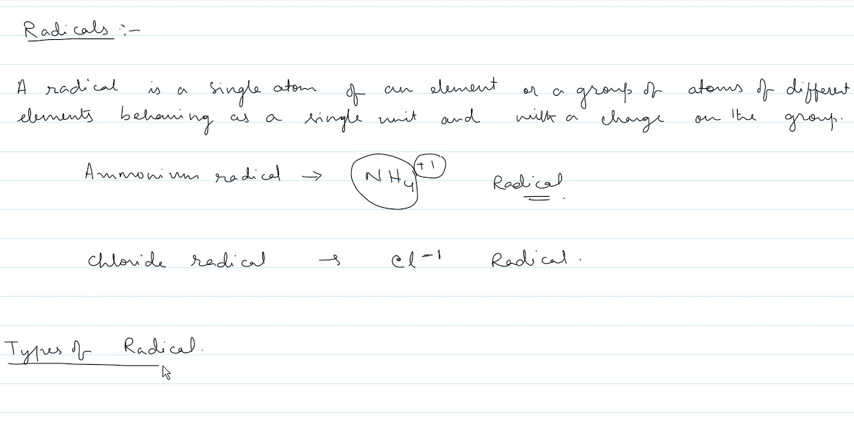 Radicals :-
A radical is a single atom of an element or a group of atoms of different
elements behaving as a single unit and with a charge on the group.
Ammonium radical → NH₄⁺¹ Radical.
Chloride radical → Cl⁻¹ Radical.
Types of Radical.